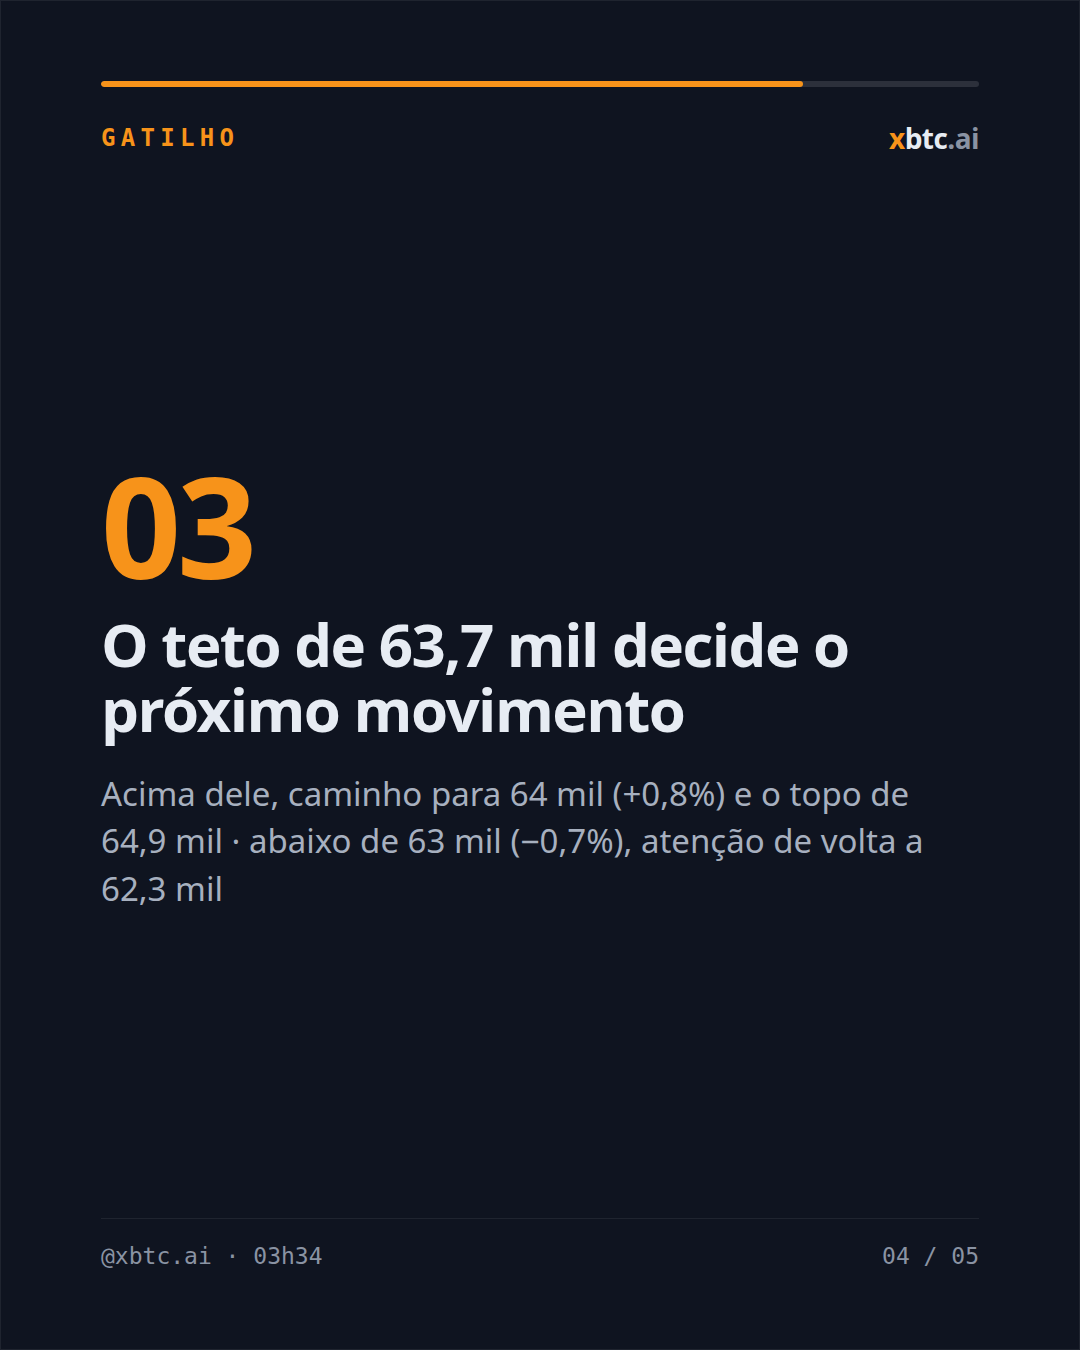 GATILHO
xbtc.ai
03
O teto de 63,7 mil decide o
próximo movimento
Acima dele, caminho para 64 mil (+0,8%) e o topo de
64,9 mil · abaixo de 63 mil (−0,7%), atenção de volta a
62,3 mil
@xbtc.ai · 03h34
04 / 05